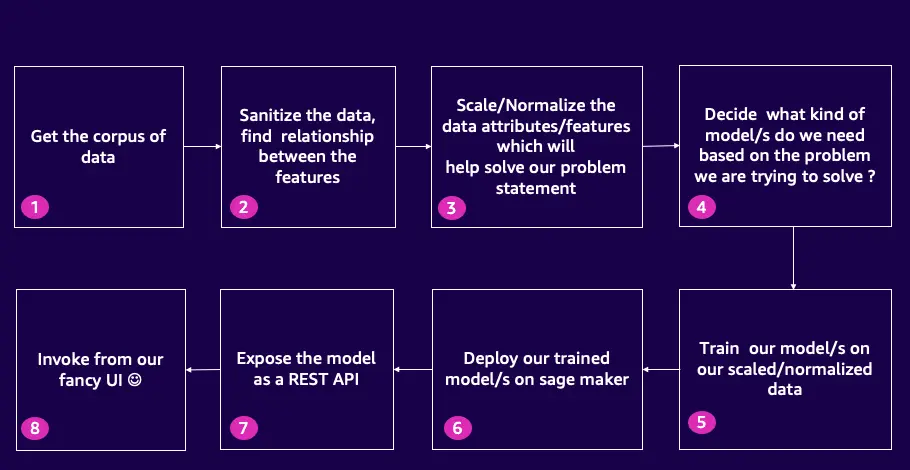 Get the corpus of
data
1
Sanitize the data,
find relationship
between the
features
2
Scale/Normalize the
data attributes/features
which will
help solve our problem
statement
3
Decide what kind of
model/s do we need
based on the problem
we are trying to solve ?
4
Train our model/s on
our scaled/normalized
data
5
Deploy our trained
model/s on sage maker
6
Expose the model
as a REST API
7
Invoke from our
fancy UI ☺
8